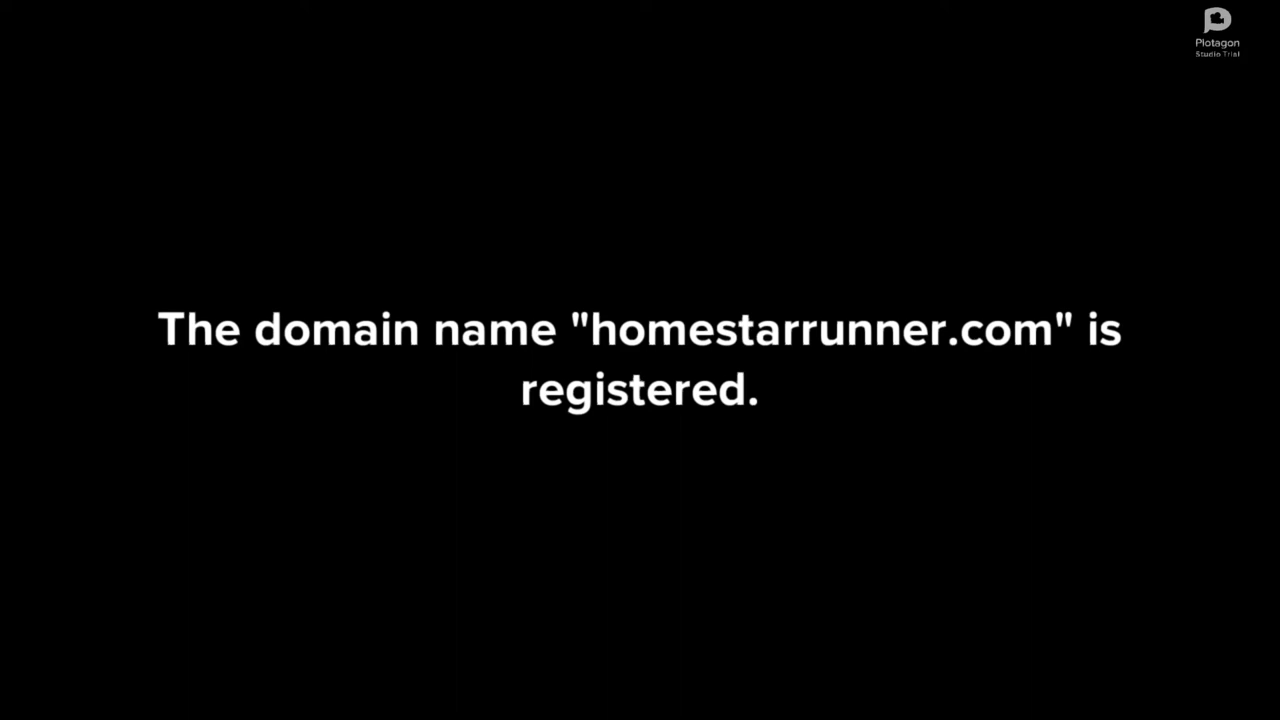 Plotagon
Studio Trial
The domain name "homestarrunner.com" is
registered.